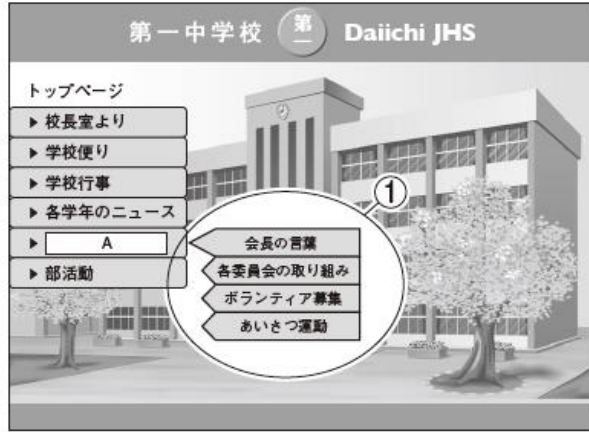 第一中学校 第一 Daiichi JHS
トップページ
▶ 校長室より
▶ 学校便り
▶ 学校行事
▶ 各学年のニュース
▶ A
▶ 部活動
①
会長の言葉
各委員会の取り組み
ボランティア募集
あいさつ運動